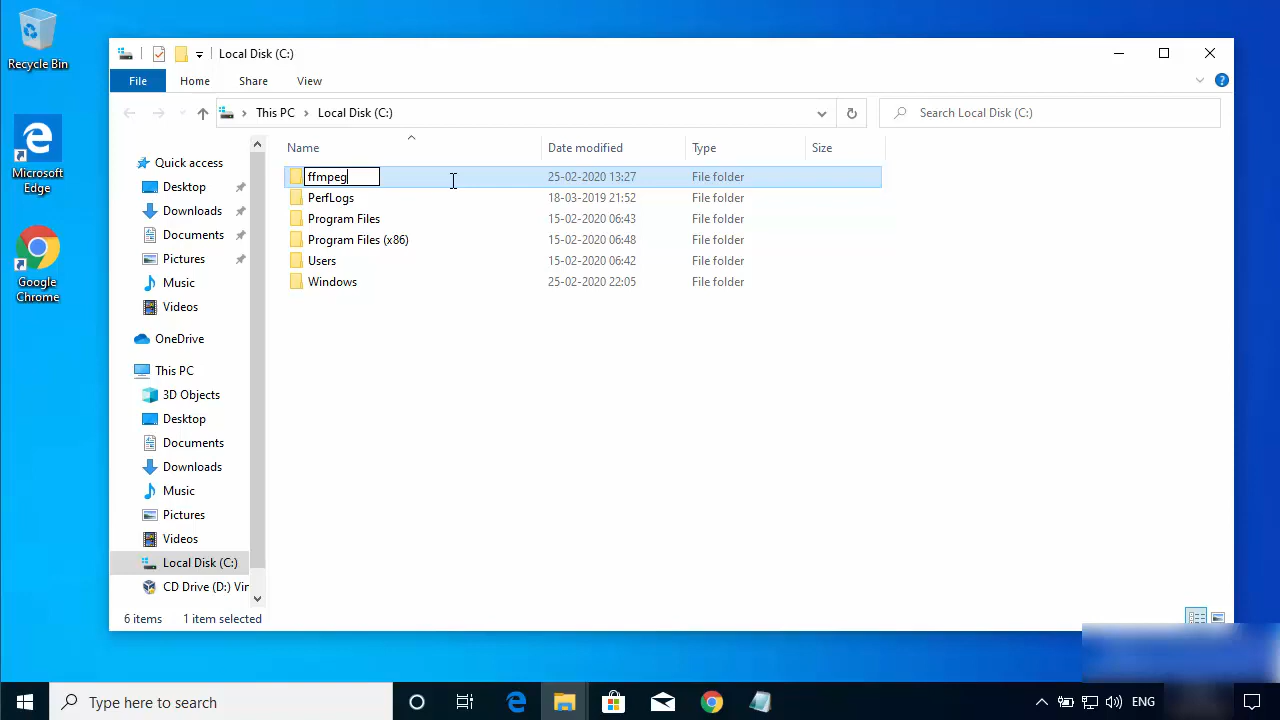 Recycle Bin
Microsoft
Edge
Google
Chrome
Local Disk (C:)
File Home Share View
This PC Local Disk (C:) Search Local Disk (C:)
Name Date modified Type Size
ffmpeg 25-02-2020 13:27 File folder
PerfLogs 18-03-2019 21:52 File folder
Program Files 15-02-2020 06:43 File folder
Program Files (x86) 15-02-2020 06:48 File folder
Users 15-02-2020 06:42 File folder
Windows 25-02-2020 22:05 File folder
Quick access
Desktop
Downloads
Documents
Pictures
Music
Videos
OneDrive
This PC
3D Objects
Desktop
Documents
Downloads
Music
Pictures
Videos
Local Disk (C:)
CD Drive (D:) Vir
6 items 1 item selected
Type here to search
ENG